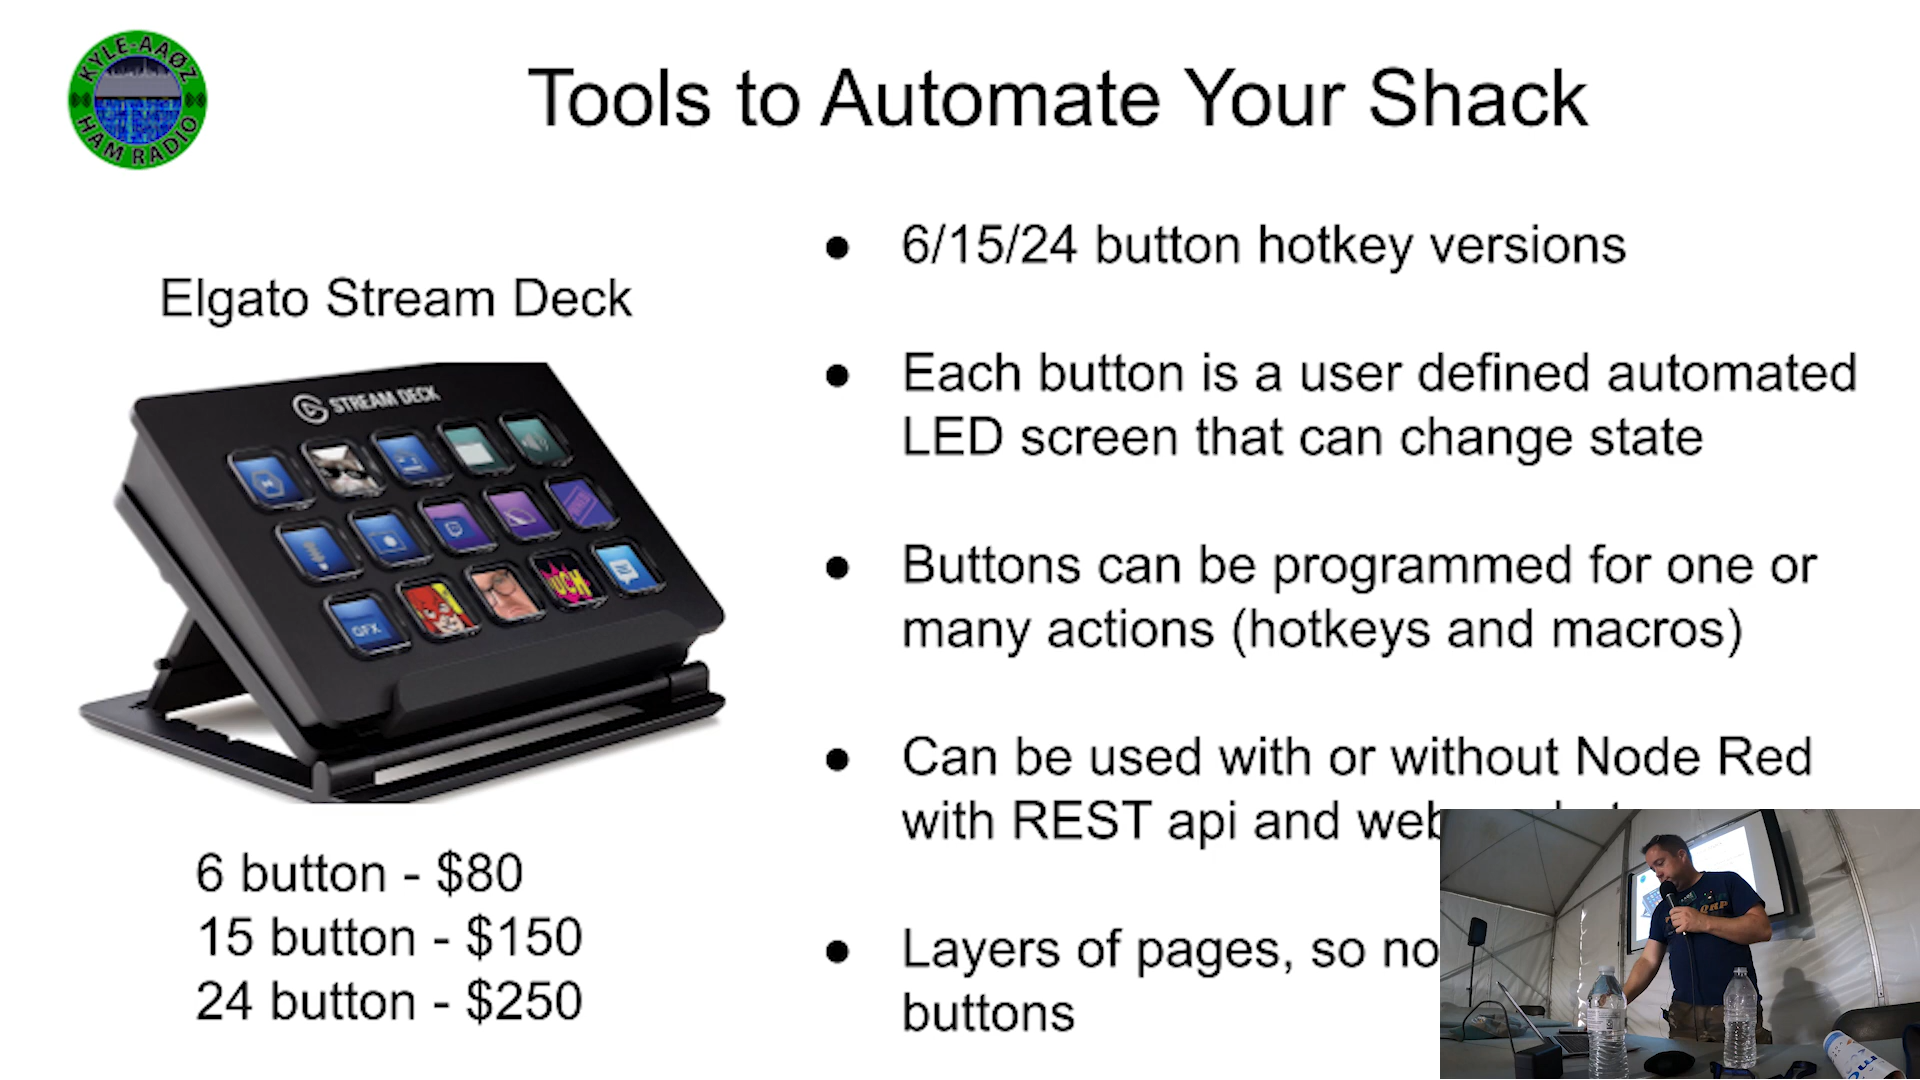 KYLE-AAØZ
HAM RADIO
Tools to Automate Your Shack
Elgato Stream Deck
STREAM DECK
GFX
6 button - $80
15 button - $150
24 button - $250
● 6/15/24 button hotkey versions
● Each button is a user defined automated
LED screen that can change state
● Buttons can be programmed for one or
many actions (hotkeys and macros)
● Can be used with or without Node Red
with REST api and web
● Layers of pages, so no
buttons